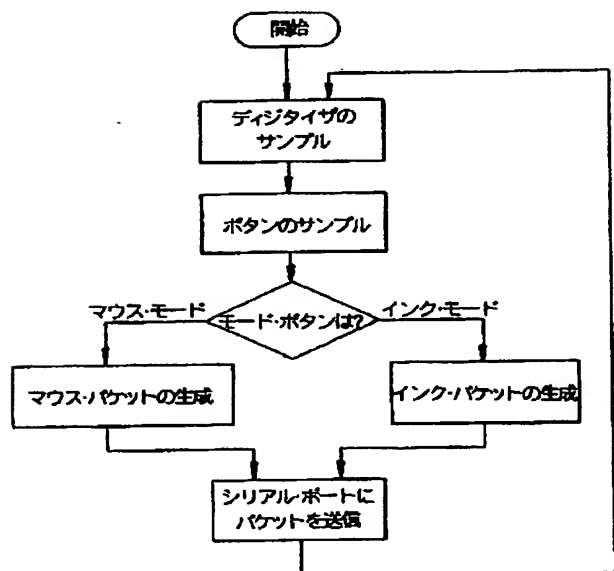 開始
ディジタイザの
サンプル
ボタンのサンプル
マウス・モード
モード・ボタンは?
インク・モード
マウス・パケットの生成
インク・パケットの生成
シリアル・ポートに
パケットを送信